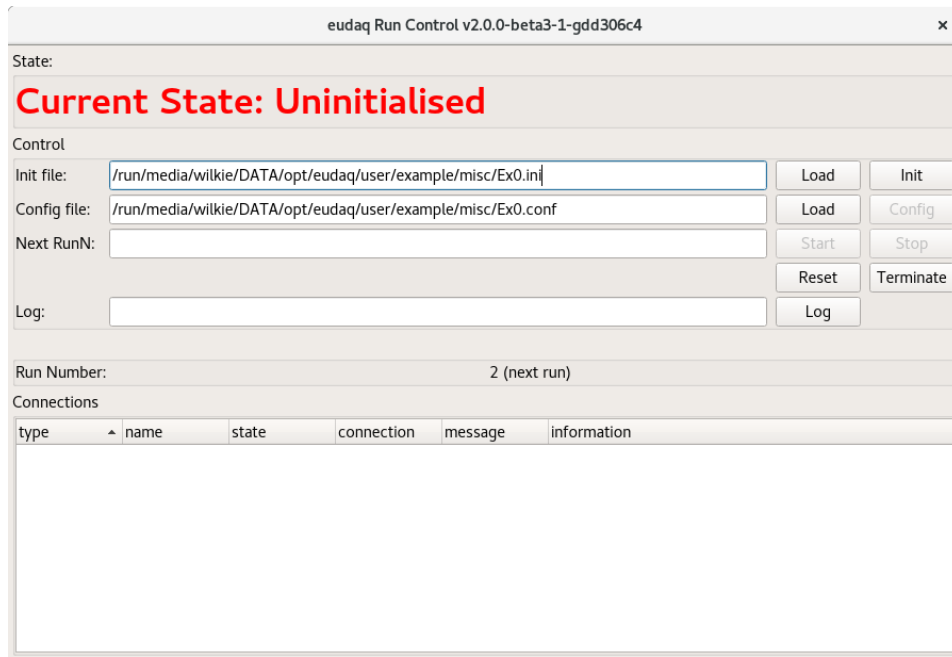 eudaq Run Control v2.0.0-beta3-1-gdd306c4 ×
State:
Current State: Uninitialised
Control
Init file: /run/media/wilkie/DATA/opt/eudaq/user/example/misc/Ex0.ini Load Init
Config file: /run/media/wilkie/DATA/opt/eudaq/user/example/misc/Ex0.conf Load Config
Next RunN: Start Stop
Reset Terminate
Log: Log
Run Number: 2 (next run)
Connections
type name state connection message information